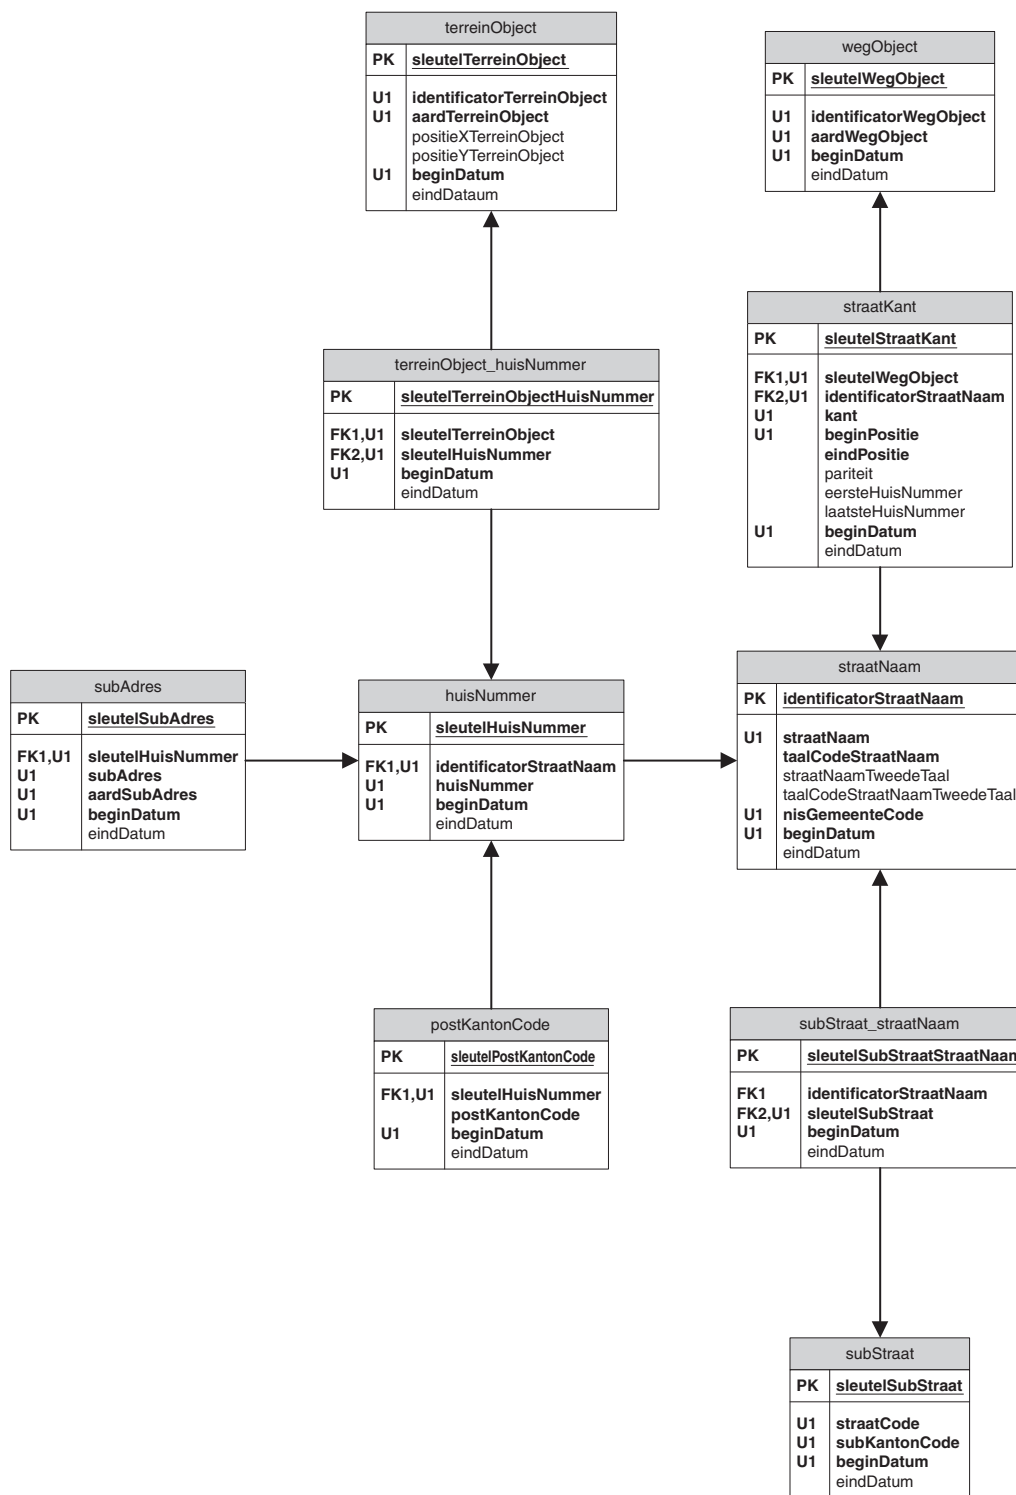 terreinObject
PK sleutelTerreinObject
U1 identificatorTerreinObject
U1 aardTerreinObject
positieXTerreinObject
positieYTerreinObject
U1 beginDatum
eindDataum
wegObject
PK sleutelWegObject
U1 identificatorWegObject
U1 aardWegObject
U1 beginDatum
eindDatum
terreinObject_huisNummer
PK sleutelTerreinObjectHuisNummer
FK1,U1 sleutelTerreinObject
FK2,U1 sleutelHuisNummer
U1 beginDatum
eindDatum
straatKant
PK sleutelStraatKant
FK1,U1 sleutelWegObject
FK2,U1 identificatorStraatNaam
U1 kant
U1 beginPositie
eindPositie
pariteit
eersteHuisNummer
laatsteHuisNummer
U1 beginDatum
eindDatum
subAdres
PK sleutelSubAdres
FK1,U1 sleutelHuisNummer
U1 subAdres
U1 aardSubAdres
U1 beginDatum
eindDatum
huisNummer
PK sleutelHuisNummer
FK1,U1 identificatorStraatNaam
U1 huisNummer
U1 beginDatum
eindDatum
straatNaam
PK identificatorStraatNaam
U1 straatNaam
taalCodeStraatNaam
straatNaamTweedeTaal
taalCodeStraatNaamTweedeTaal
U1 nisGemeenteCode
U1 beginDatum
eindDatum
postKantonCode
PK sleutelPostKantonCode
FK1,U1 sleutelHuisNummer
postKantonCode
U1 beginDatum
eindDatum
subStraat_straatNaam
PK sleutelSubStraatStraatNaam
FK1 identificatorStraatNaam
FK2,U1 sleutelSubStraat
U1 beginDatum
eindDatum
subStraat
PK sleutelSubStraat
U1 straatCode
U1 subKantonCode
U1 beginDatum
eindDatum